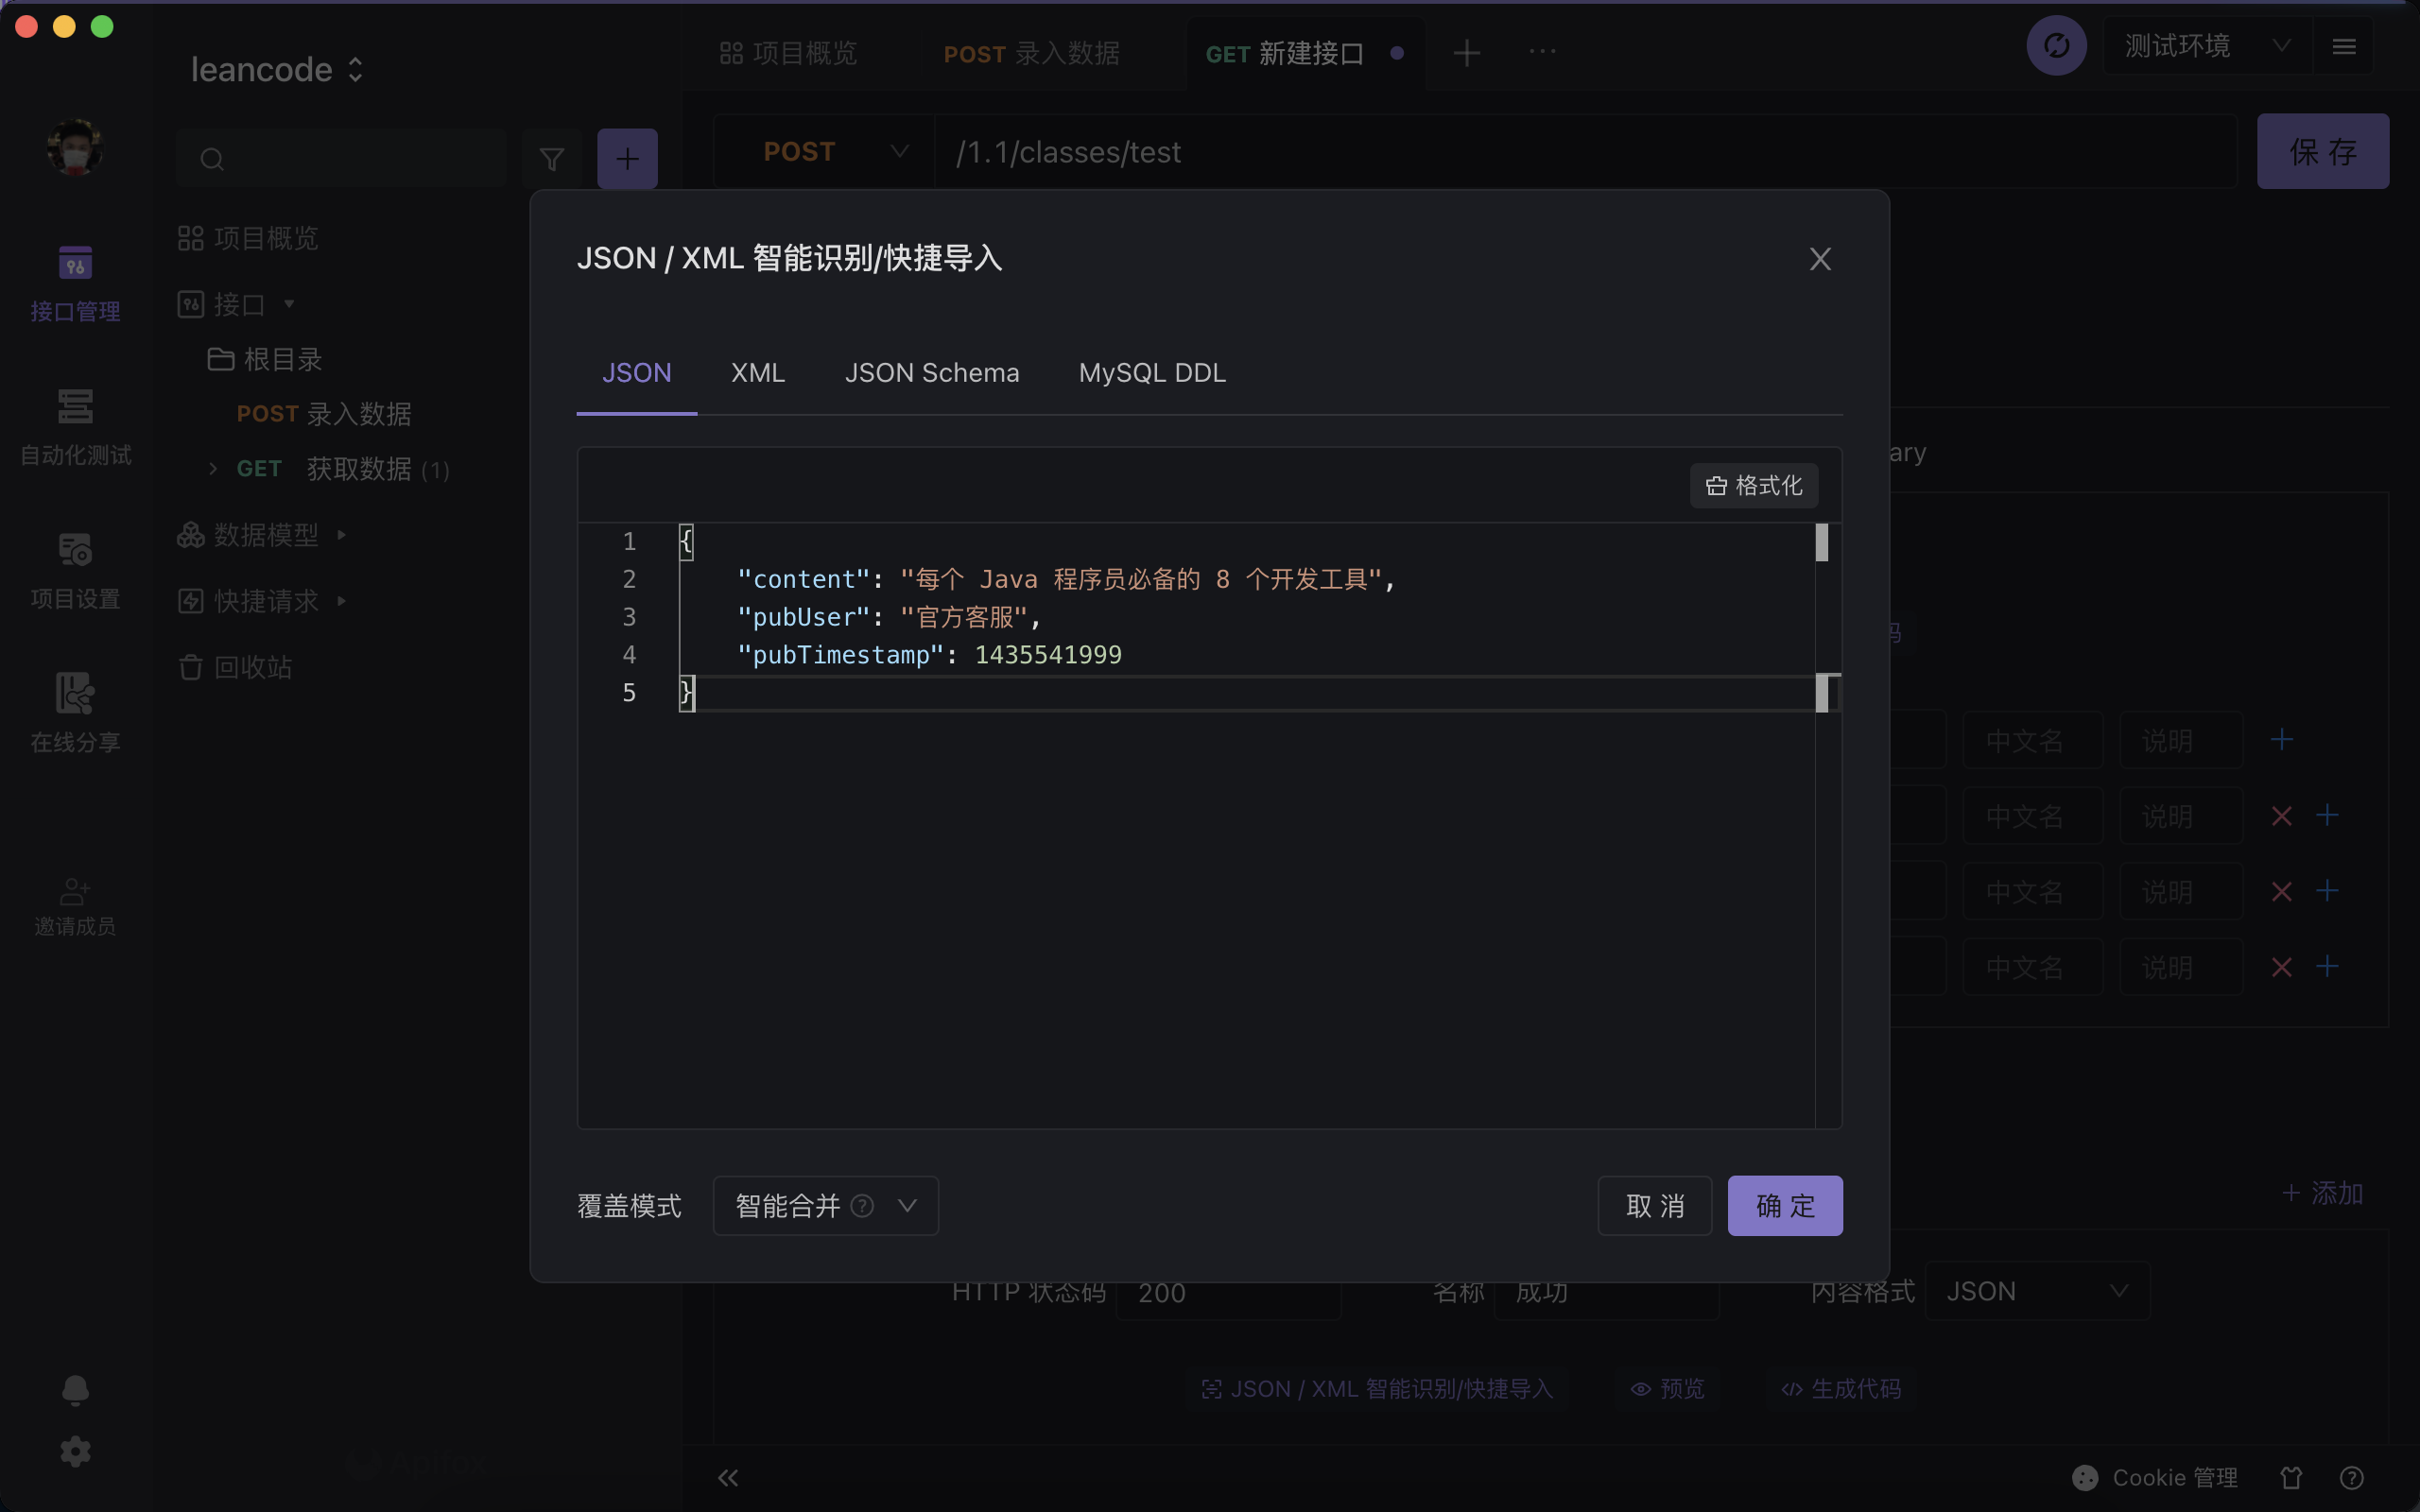 leancode
项目概览
POST 录入数据
GET 新建接口
测试环境
POST
/1.1/classes/test
保 存
接口管理
自动化测试
项目设置
在线分享
邀请成员
项目概览
接口
根目录
POST 录入数据
GET 获取数据 (1)
数据模型
快捷请求
回收站
JSON / XML 智能识别/快捷导入
JSON
XML
JSON Schema
MySQL DDL
格式化
1 {
2 "content": "每个 Java 程序员必备的 8 个开发工具",
3 "pubUser": "官方客服",
4 "pubTimestamp": 1435541999
5 }
覆盖模式
智能合并
取 消
确 定
ary
码
中文名
说明
中文名
说明
中文名
说明
中文名
说明
添加
HTTP 状态码
200
名称
成功
内容格式
JSON
JSON / XML 智能识别/快捷导入
预览
生成代码
Cookie 管理